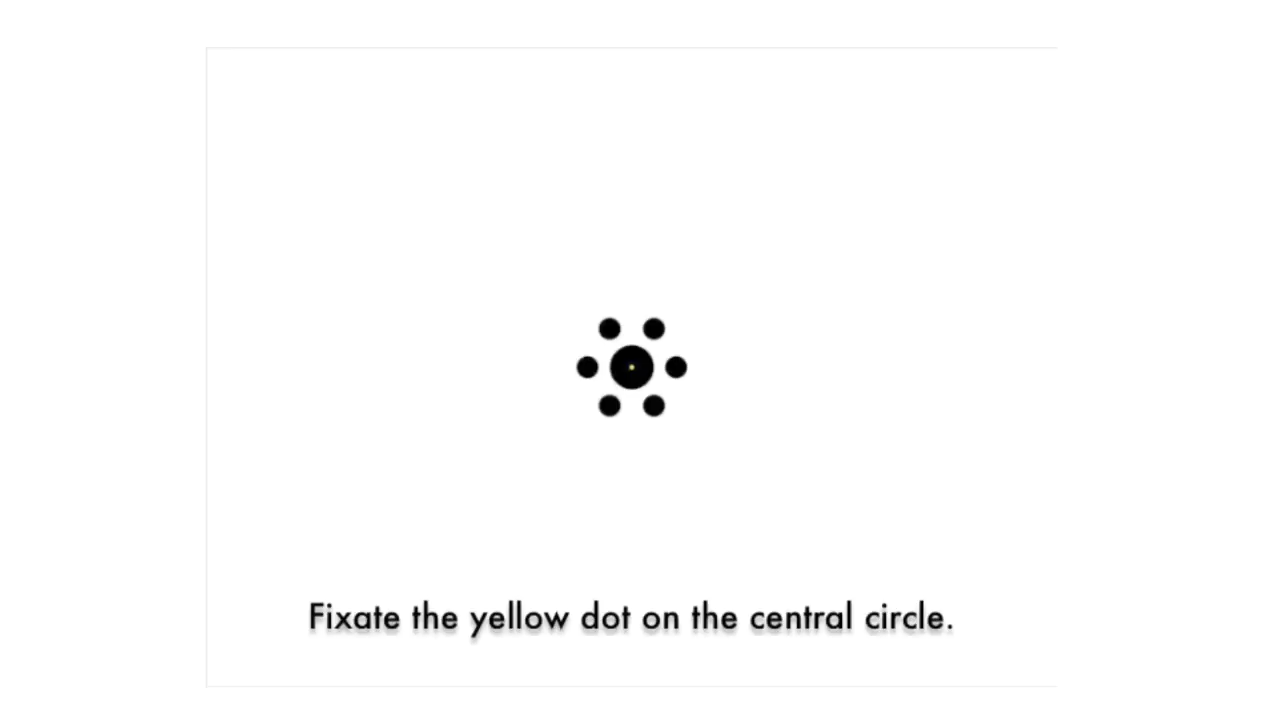 Fixate the yellow dot on the central circle.